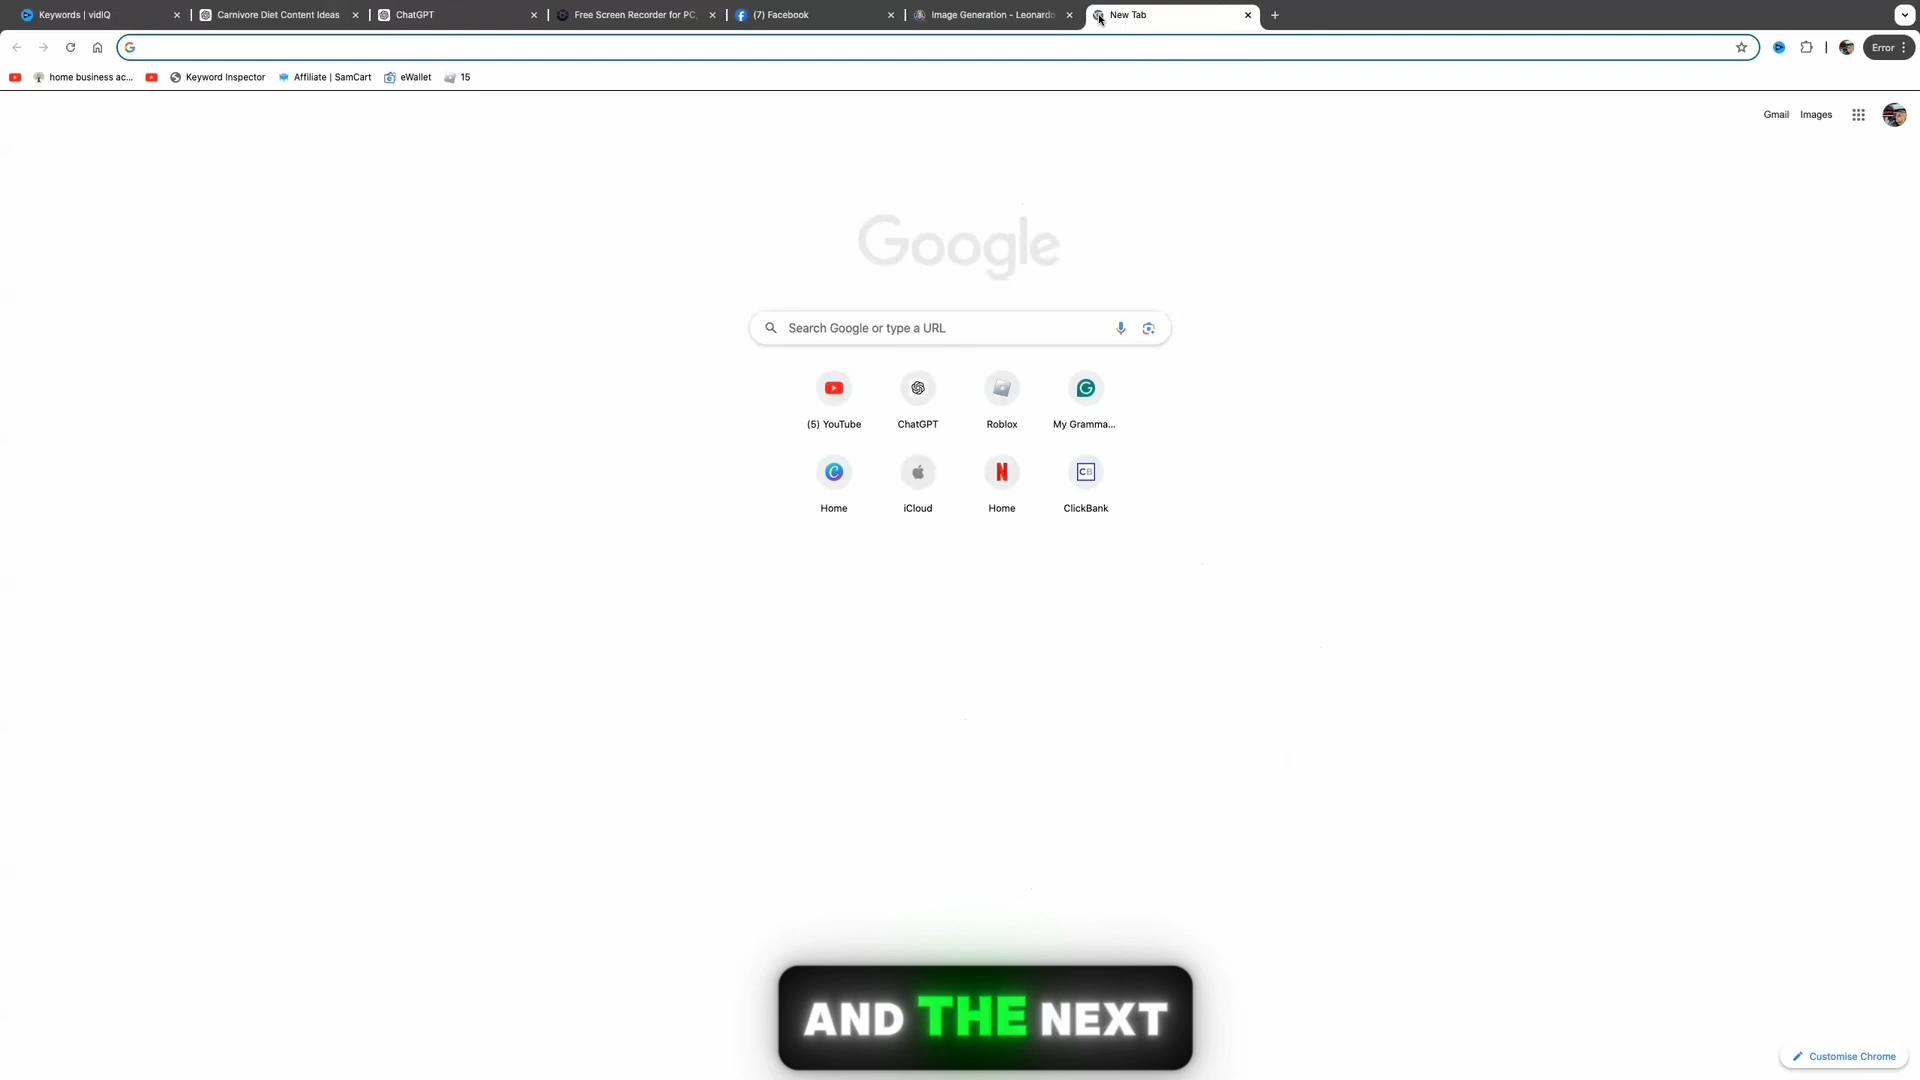 Keywords | vidIQ
Carnivore Diet Content Ideas
ChatGPT
Free Screen Recorder for PC,
(7) Facebook
Image Generation - Leonardo
New Tab
Error
home business ac...
Keyword Inspector
Affiliate | SamCart
eWallet
15
Gmail
Images
Google
Search Google or type a URL
(5) YouTube
ChatGPT
Roblox
My Gramma...
CB
Home
iCloud
Home
ClickBank
AND THE NEXT
Customise Chrome